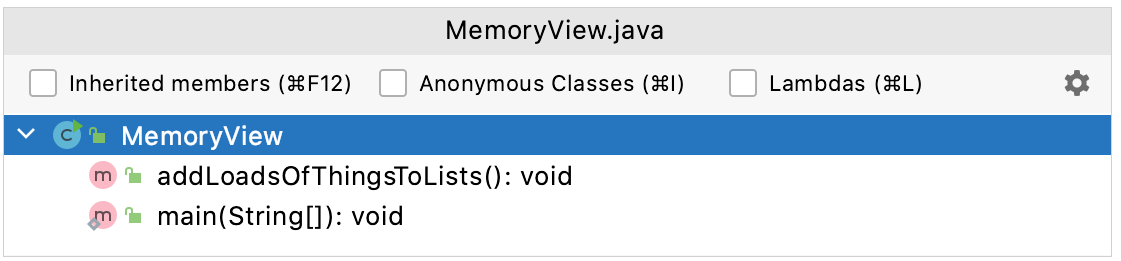 MemoryView.java
Inherited members (⌘F12) Anonymous Classes (⌘I) Lambdas (⌘L)
C MemoryView
m addLoadsOfThingsToLists(): void
m main(String[]): void